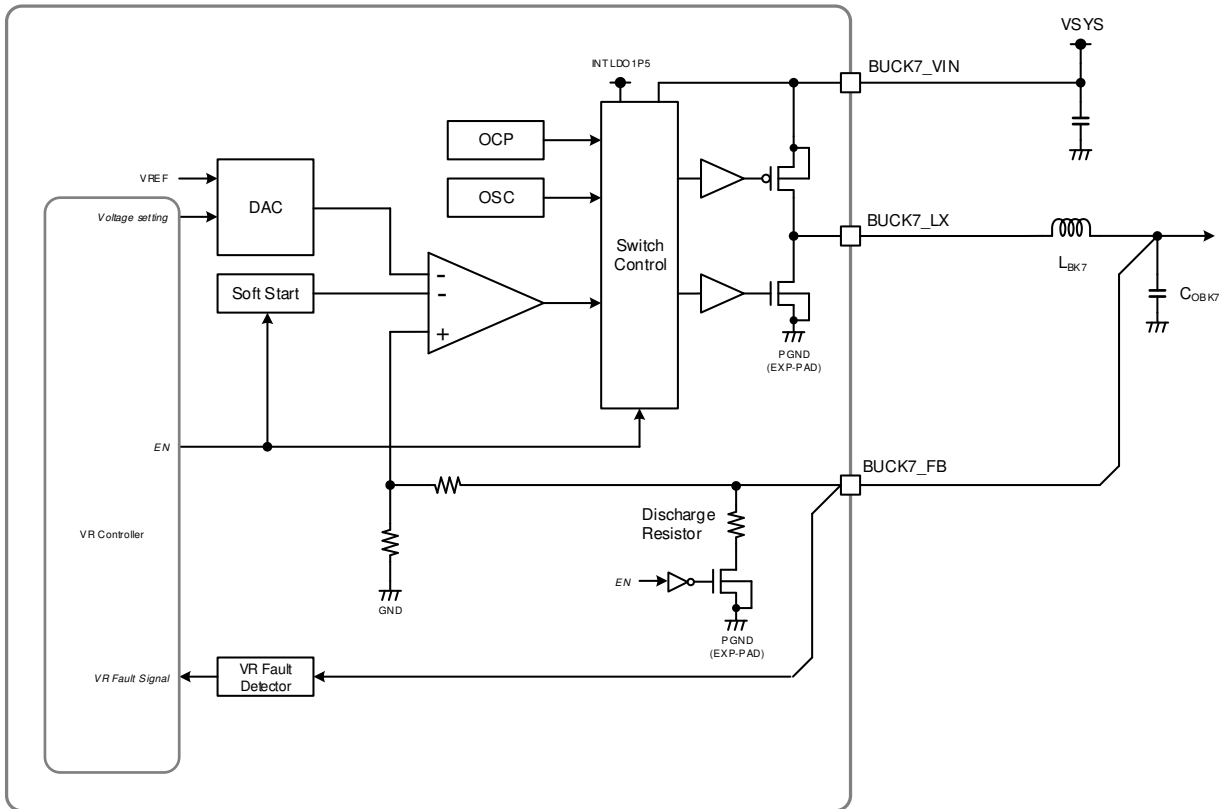 VSYS
INTLDO1P5
BUCK7_VIN
OCP
VREF
DAC
OSC
Voltage setting
BUCK7_LX
Switch
Control
LBK7
Soft Start
-
-
+
COBK7
PGND
(EXP-PAD)
EN
BUCK7_FB
Discharge
Resistor
VR Controller
EN
GND
PGND
(EXP-PAD)
VR Fault Signal
VR Fault
Detector